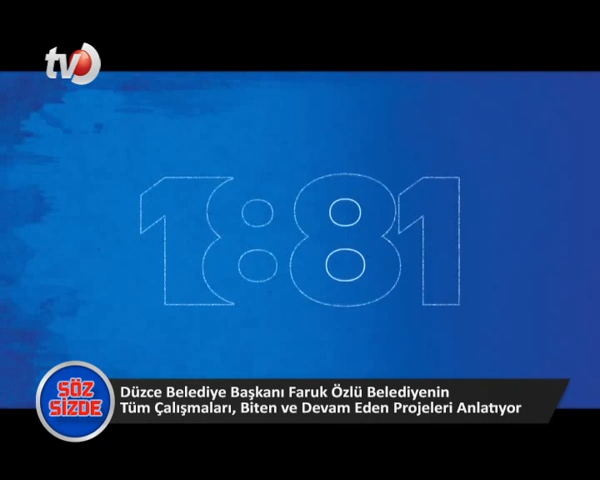 tv
1881
SÖZ
SİZDE
Düzce Belediye Başkanı Faruk Özlü Belediyenin
Tüm Çalışmaları, Biten ve Devam Eden Projeleri Anlatıyor